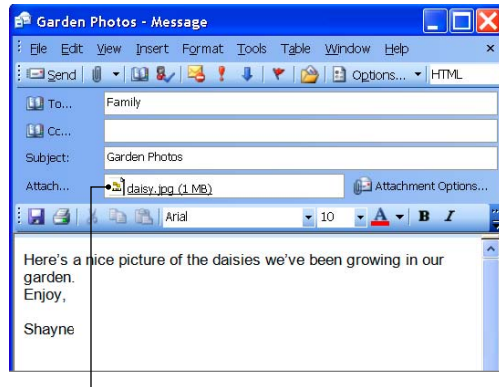 Garden Photos - Message
File Edit View Insert Format Tools Table Window Help
Send Options... HTML
To... Family
Cc...
Subject: Garden Photos
Attach... daisy.jpg (1 MB) Attachment Options...
Arial 10 A B I
Here's a nice picture of the daisies we've been growing in our
garden.
Enjoy,
Shayne